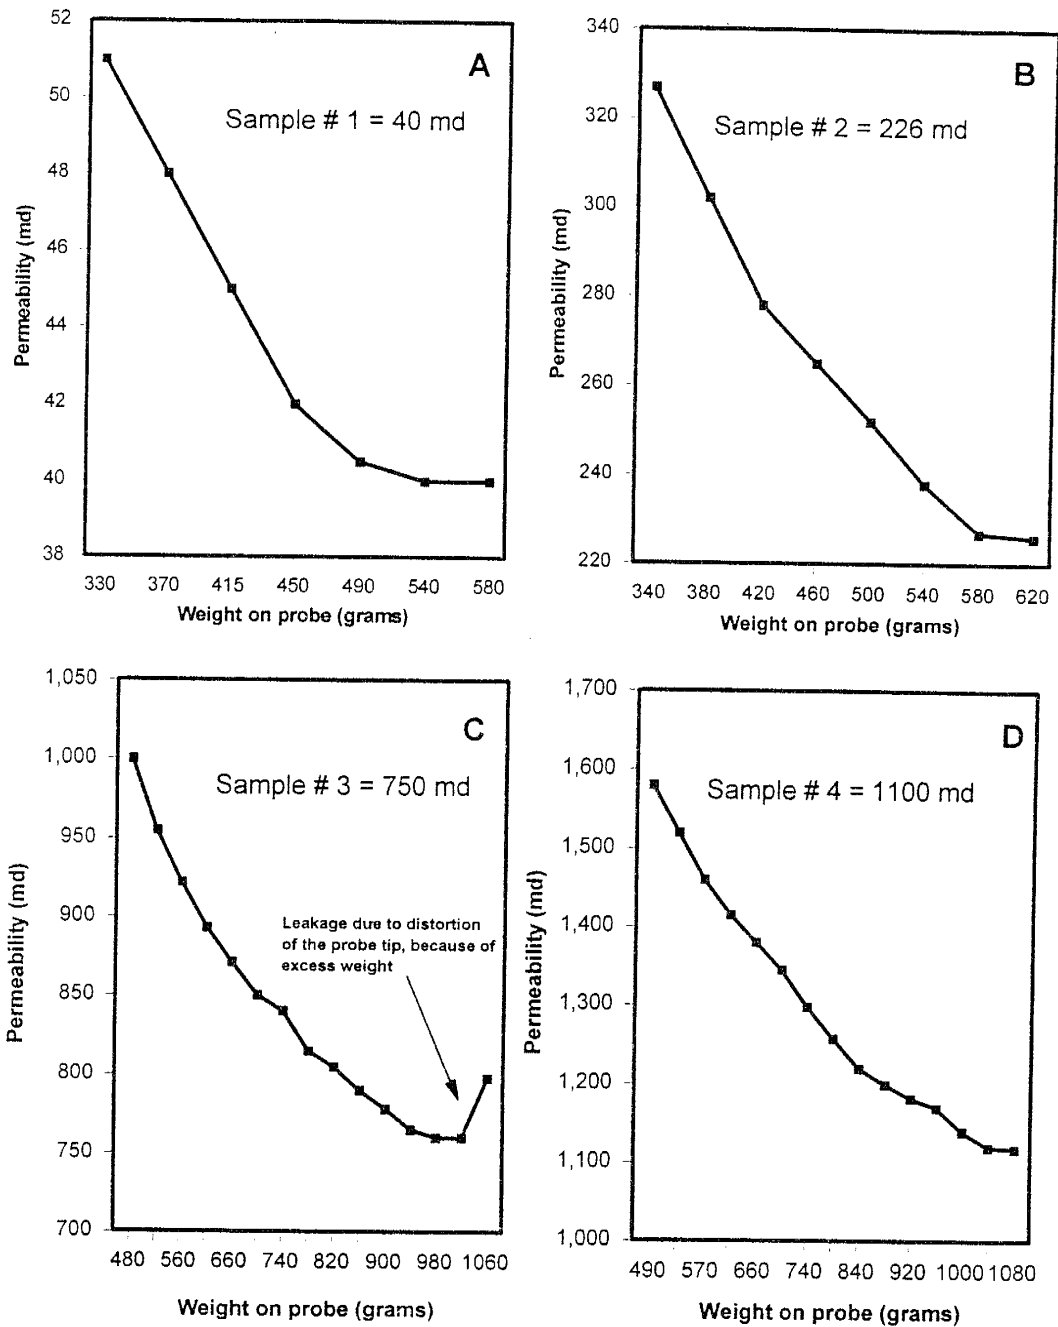 52
50
48
46
44
42
40
38
Permeability (md)
A
Sample # 1 = 40 md
330 370 415 450 490 540 580
Weight on probe (grams)
340
320
300
280
260
240
220
Permeability (md)
B
Sample # 2 = 226 md
340 380 420 460 500 540 580 620
Weight on probe (grams)
1,050
1,000
950
900
850
800
750
700
Permeability (md)
C
Sample # 3 = 750 md
Leakage due to distortion
of the probe tip, because of
excess weight
480 560 660 740 820 900 980 1060
Weight on probe (grams)
1,700
1,600
1,500
1,400
1,300
1,200
1,100
1,000
Permeability (md)
D
Sample # 4 = 1100 md
490 570 660 740 840 920 1000 1080
Weight on probe (grams)